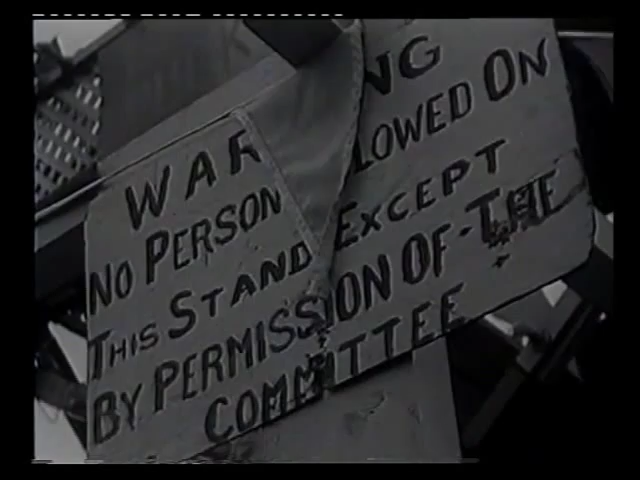 WAR NG
NO PERSON LOWED ON
THIS STAND EXCEPT
BY PERMISSION OF THE
COMMITTEE